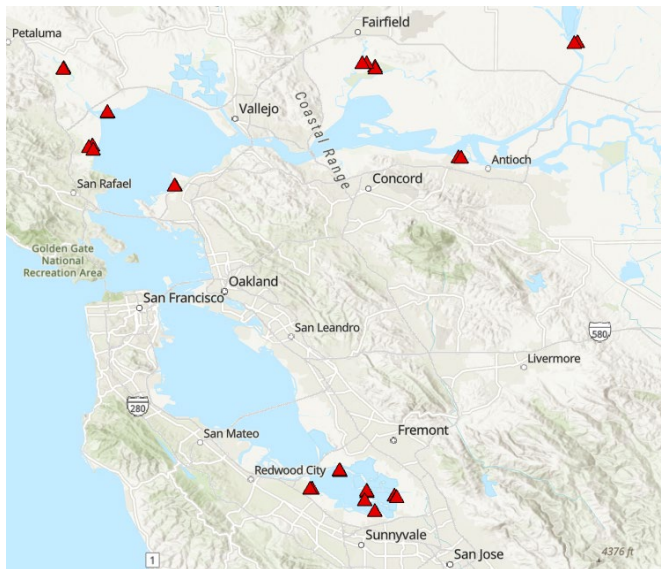 Fairfield
Petaluma
Vallejo
Coastal Range
Antioch
San Rafael
Concord
Golden Gate
National
Recreation Area
Oakland
San Francisco
San Leandro
580
Livermore
280
Fremont
San Mateo
Redwood City
Sunnyvale
San Jose
4376 ft
1